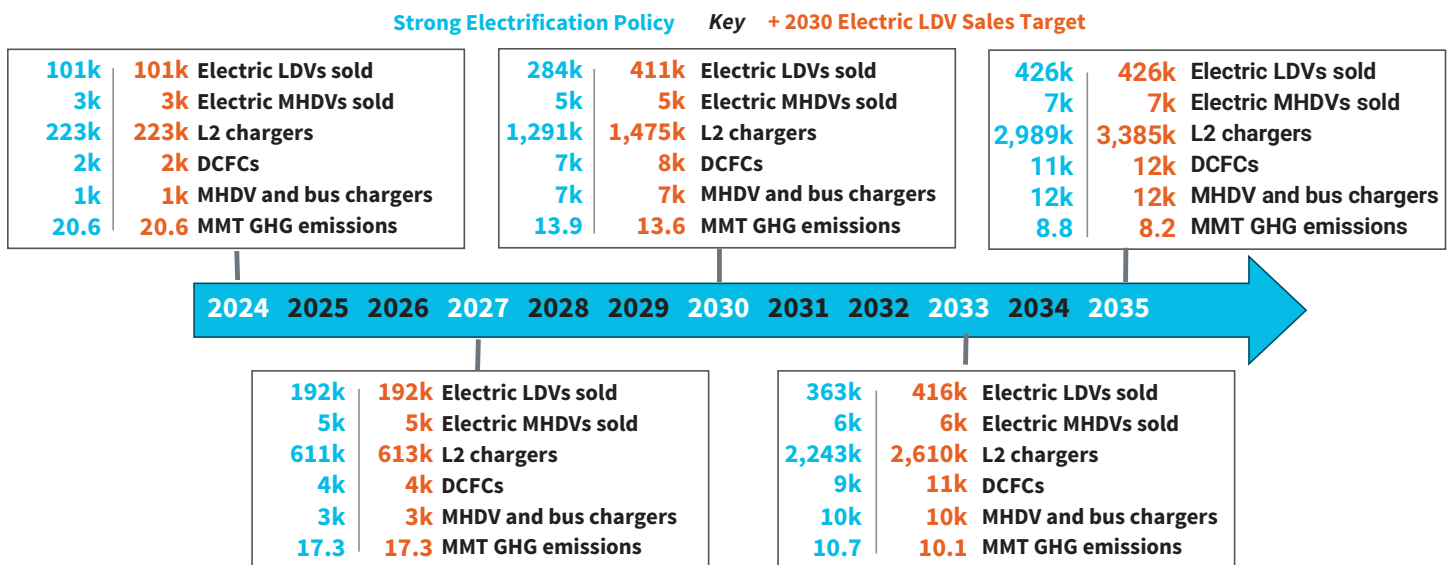 Strong Electrification Policy Key + 2030 Electric LDV Sales Target
101k 101k Electric LDVs sold
3k 3k Electric MHDVs sold
223k 223k L2 chargers
2k 2k DCFCs
1k 1k MHDV and bus chargers
20.6 20.6 MMT GHG emissions
284k 411k Electric LDVs sold
5k 5k Electric MHDVs sold
1,291k 1,475k L2 chargers
7k 8k DCFCs
7k 7k MHDV and bus chargers
13.9 13.6 MMT GHG emissions
426k 426k Electric LDVs sold
7k 7k Electric MHDVs sold
2,989k 3,385k L2 chargers
11k 12k DCFCs
12k 12k MHDV and bus chargers
8.8 8.2 MMT GHG emissions
2024 2025 2026 2027 2028 2029 2030 2031 2032 2033 2034 2035
192k 192k Electric LDVs sold
5k 5k Electric MHDVs sold
611k 613k L2 chargers
4k 4k DCFCs
3k 3k MHDV and bus chargers
17.3 17.3 MMT GHG emissions
363k 416k Electric LDVs sold
6k 6k Electric MHDVs sold
2,243k 2,610k L2 chargers
9k 11k DCFCs
10k 10k MHDV and bus chargers
10.7 10.1 MMT GHG emissions